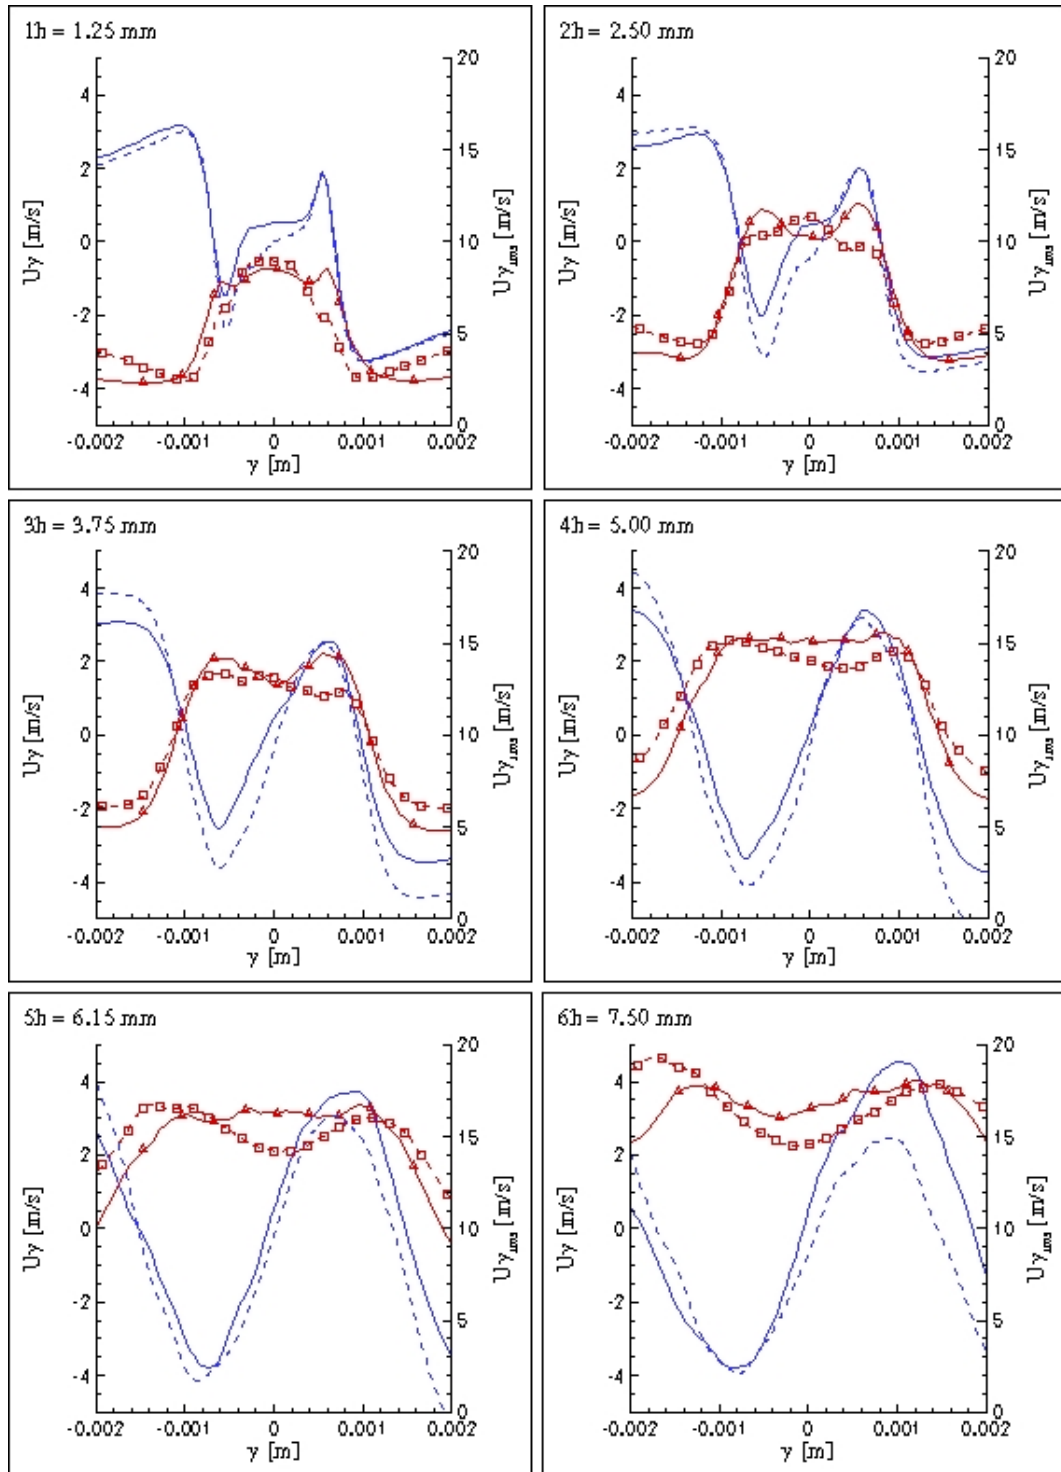 1h = 1.25 mm
4
2
0
-2
-4
Uy [m/s]
20
15
10
5
0
Uy_rms [m/s]
-0.002 -0.001 0 0.001 0.002
y [m]
2h = 2.50 mm
4
2
0
-2
-4
Uy [m/s]
20
15
10
5
0
Uy_rms [m/s]
-0.002 -0.001 0 0.001 0.002
y [m]
3h = 3.75 mm
4
2
0
-2
-4
Uy [m/s]
20
15
10
5
0
Uy_rms [m/s]
-0.002 -0.001 0 0.001 0.002
y [m]
4h = 5.00 mm
4
2
0
-2
-4
Uy [m/s]
20
15
10
5
0
Uy_rms [m/s]
-0.002 -0.001 0 0.001 0.002
y [m]
5h = 6.15 mm
4
2
0
-2
-4
Uy [m/s]
20
15
10
5
0
Uy_rms [m/s]
-0.002 -0.001 0 0.001 0.002
y [m]
6h = 7.50 mm
4
2
0
-2
-4
Uy [m/s]
20
15
10
5
0
Uy_rms [m/s]
-0.002 -0.001 0 0.001 0.002
y [m]